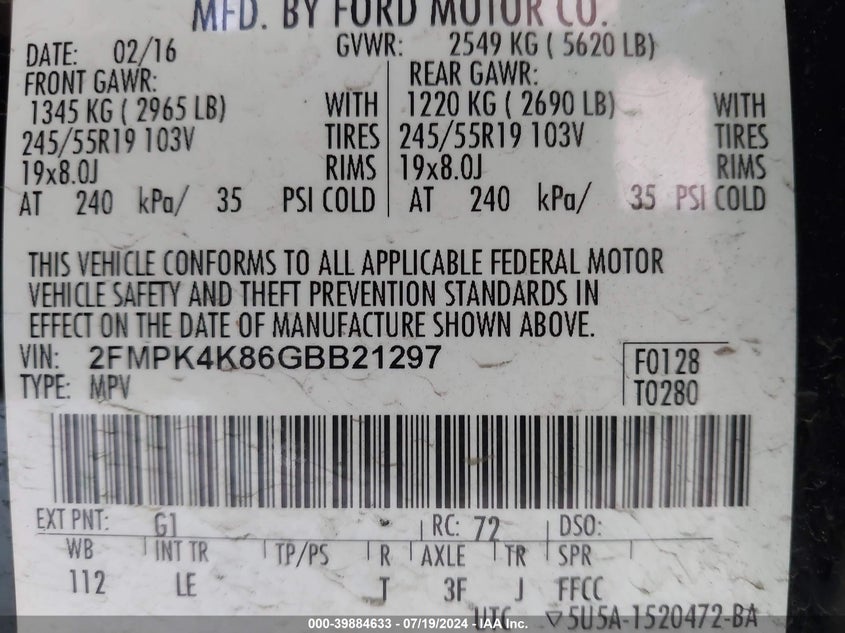 MFD. BY FORD MOTOR CO.
DATE: 02/16 GVWR: 2549 KG ( 5620 LB)
FRONT GAWR: REAR GAWR:
1345 KG ( 2965 LB) WITH 1220 KG ( 2690 LB) WITH
245/55R19 103V TIRES 245/55R19 103V TIRES
19x8.0J RIMS 19x8.0J RIMS
AT 240 kPa/ 35 PSI COLD AT 240 kPa/ 35 PSI COLD
THIS VEHICLE CONFORMS TO ALL APPLICABLE FEDERAL MOTOR
VEHICLE SAFETY AND THEFT PREVENTION STANDARDS IN
EFFECT ON THE DATE OF MANUFACTURE SHOWN ABOVE.
VIN: 2FMPK4K86GBB21297 F0128
TYPE: MPV T0280
EXT PNT: G1 RC: 72 DSO:
WB INT TR TP/PS R AXLE TR SPR
112 LE T 3F J FFCC
UTC ▽5U5A-1520472-BA
000-39884633 - 07/19/2024 - IAA Inc.